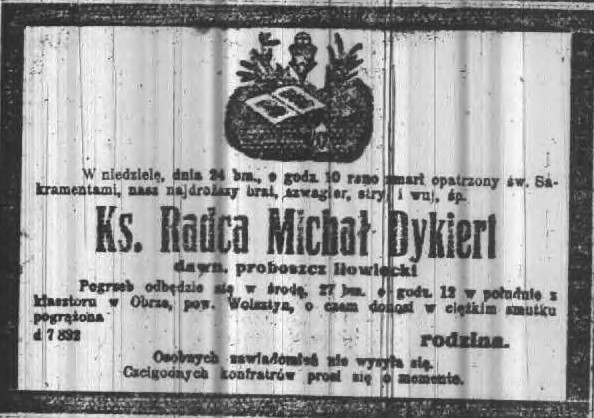 W niedzielę, dnia 24 bm., o godz. 10 rano zmarł opatrzony św. Sa-
kramentami, nasz najdroższy brat, szwagier, stryj i wuj, śp.
Ks. Radca Michał Dykiert
dawn. proboszcz Iłowiecki
Pogrzeb odbędzie się w środę, 27 bm. o godz. 12 w południe z
klasztoru w Obrze, pow. Wolsztyn, o czem donosi w ciężkim smutku
pogrążona
d 7 892
rodzina.
Osobnych zawiadomień nie wysyła się.
Czcigodnych konfratrów prosi się o memento.